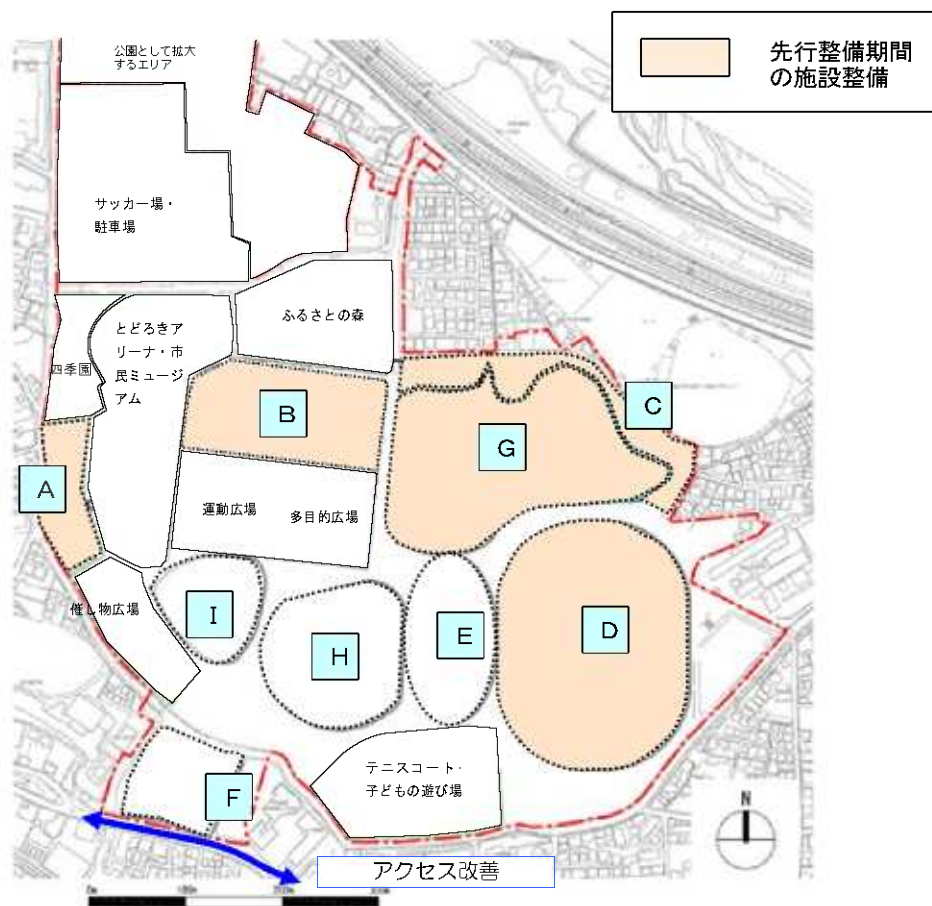 先行整備期間
の施設整備
公園として拡大
するエリア
サッカー場・
駐車場
ふるさとの森
とどろきア
リーナ・市
民ミュージ
アム
四季園
A
B
C
G
運動広場
多目的広場
催し物広場
I
H
E
D
F
テニスコート・
子どもの遊び場
N
アクセス改善
0m
100m
200m
300m